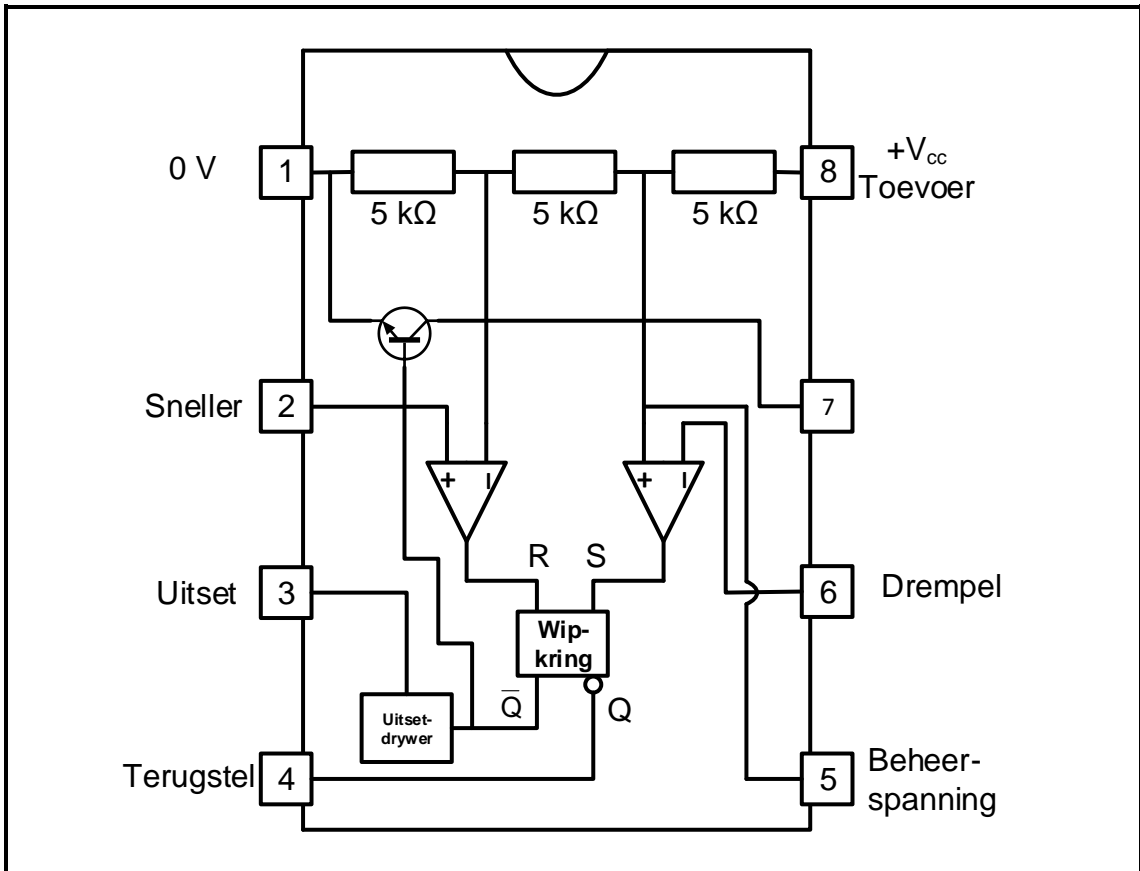 0 V
1
5 kΩ
5 kΩ
5 kΩ
8
+Vcc
Toevoer
Sneller
2
7
+
–
+
–
R
S
Uitset
3
6
Drempel
Wip-
kring
Q̅
Q
Uitset-
drywer
Terugstel
4
5
Beheer-
spanning